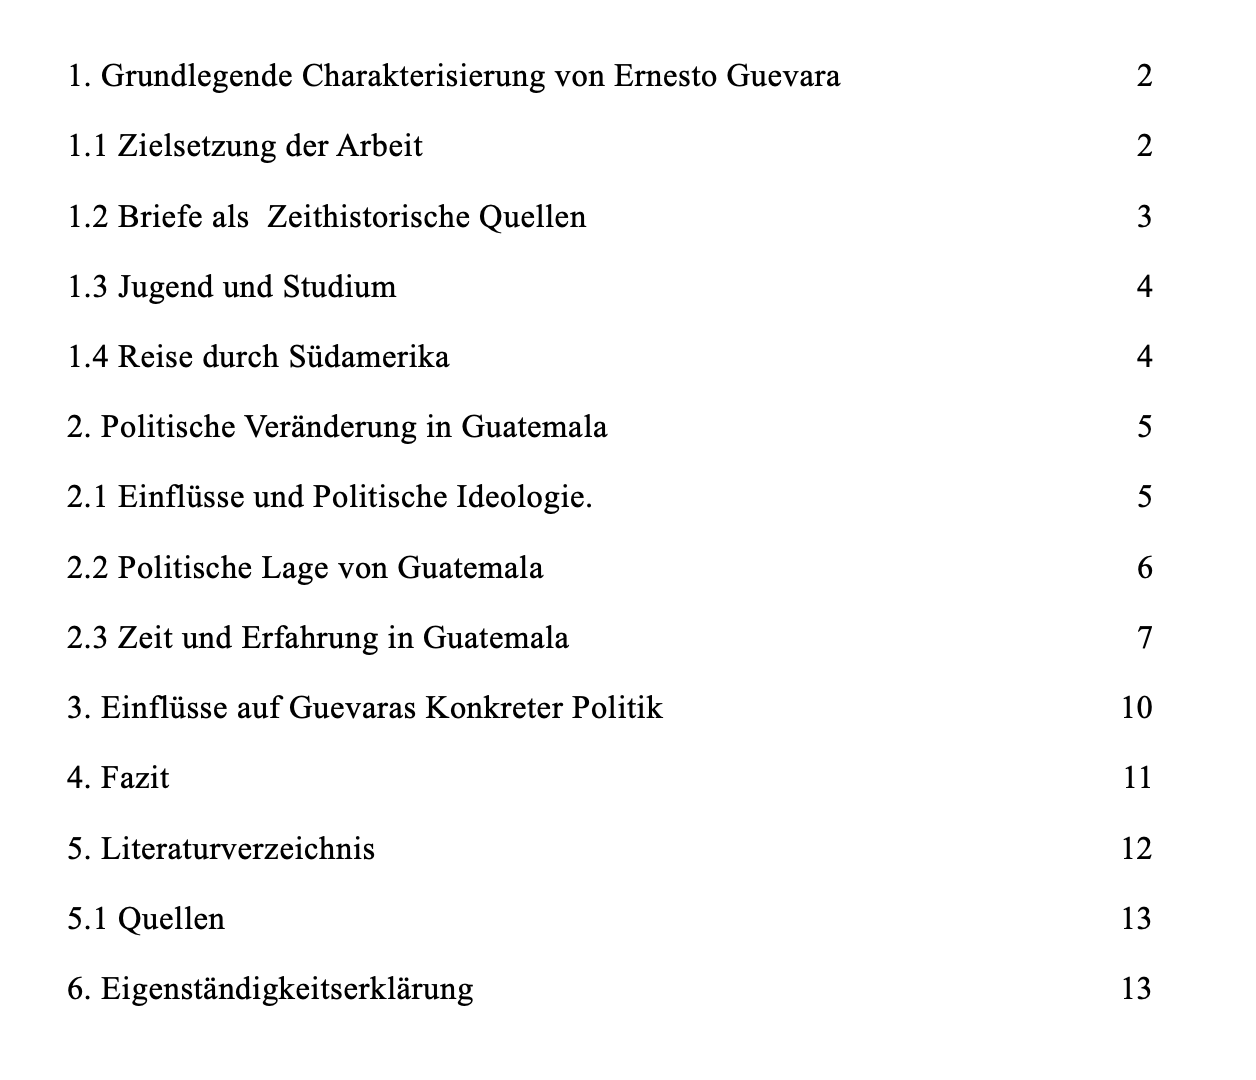 1. Grundlegende Charakterisierung von Ernesto Guevara 2
1.1 Zielsetzung der Arbeit 2
1.2 Briefe als  Zeithistorische Quellen 3
1.3 Jugend und Studium 4
1.4 Reise durch Südamerika 4
2. Politische Veränderung in Guatemala 5
2.1 Einflüsse und Politische Ideologie. 5
2.2 Politische Lage von Guatemala 6
2.3 Zeit und Erfahrung in Guatemala 7
3. Einflüsse auf Guevaras Konkreter Politik 10
4. Fazit 11
5. Literaturverzeichnis 12
5.1 Quellen 13
6. Eigenständigkeitserklärung 13